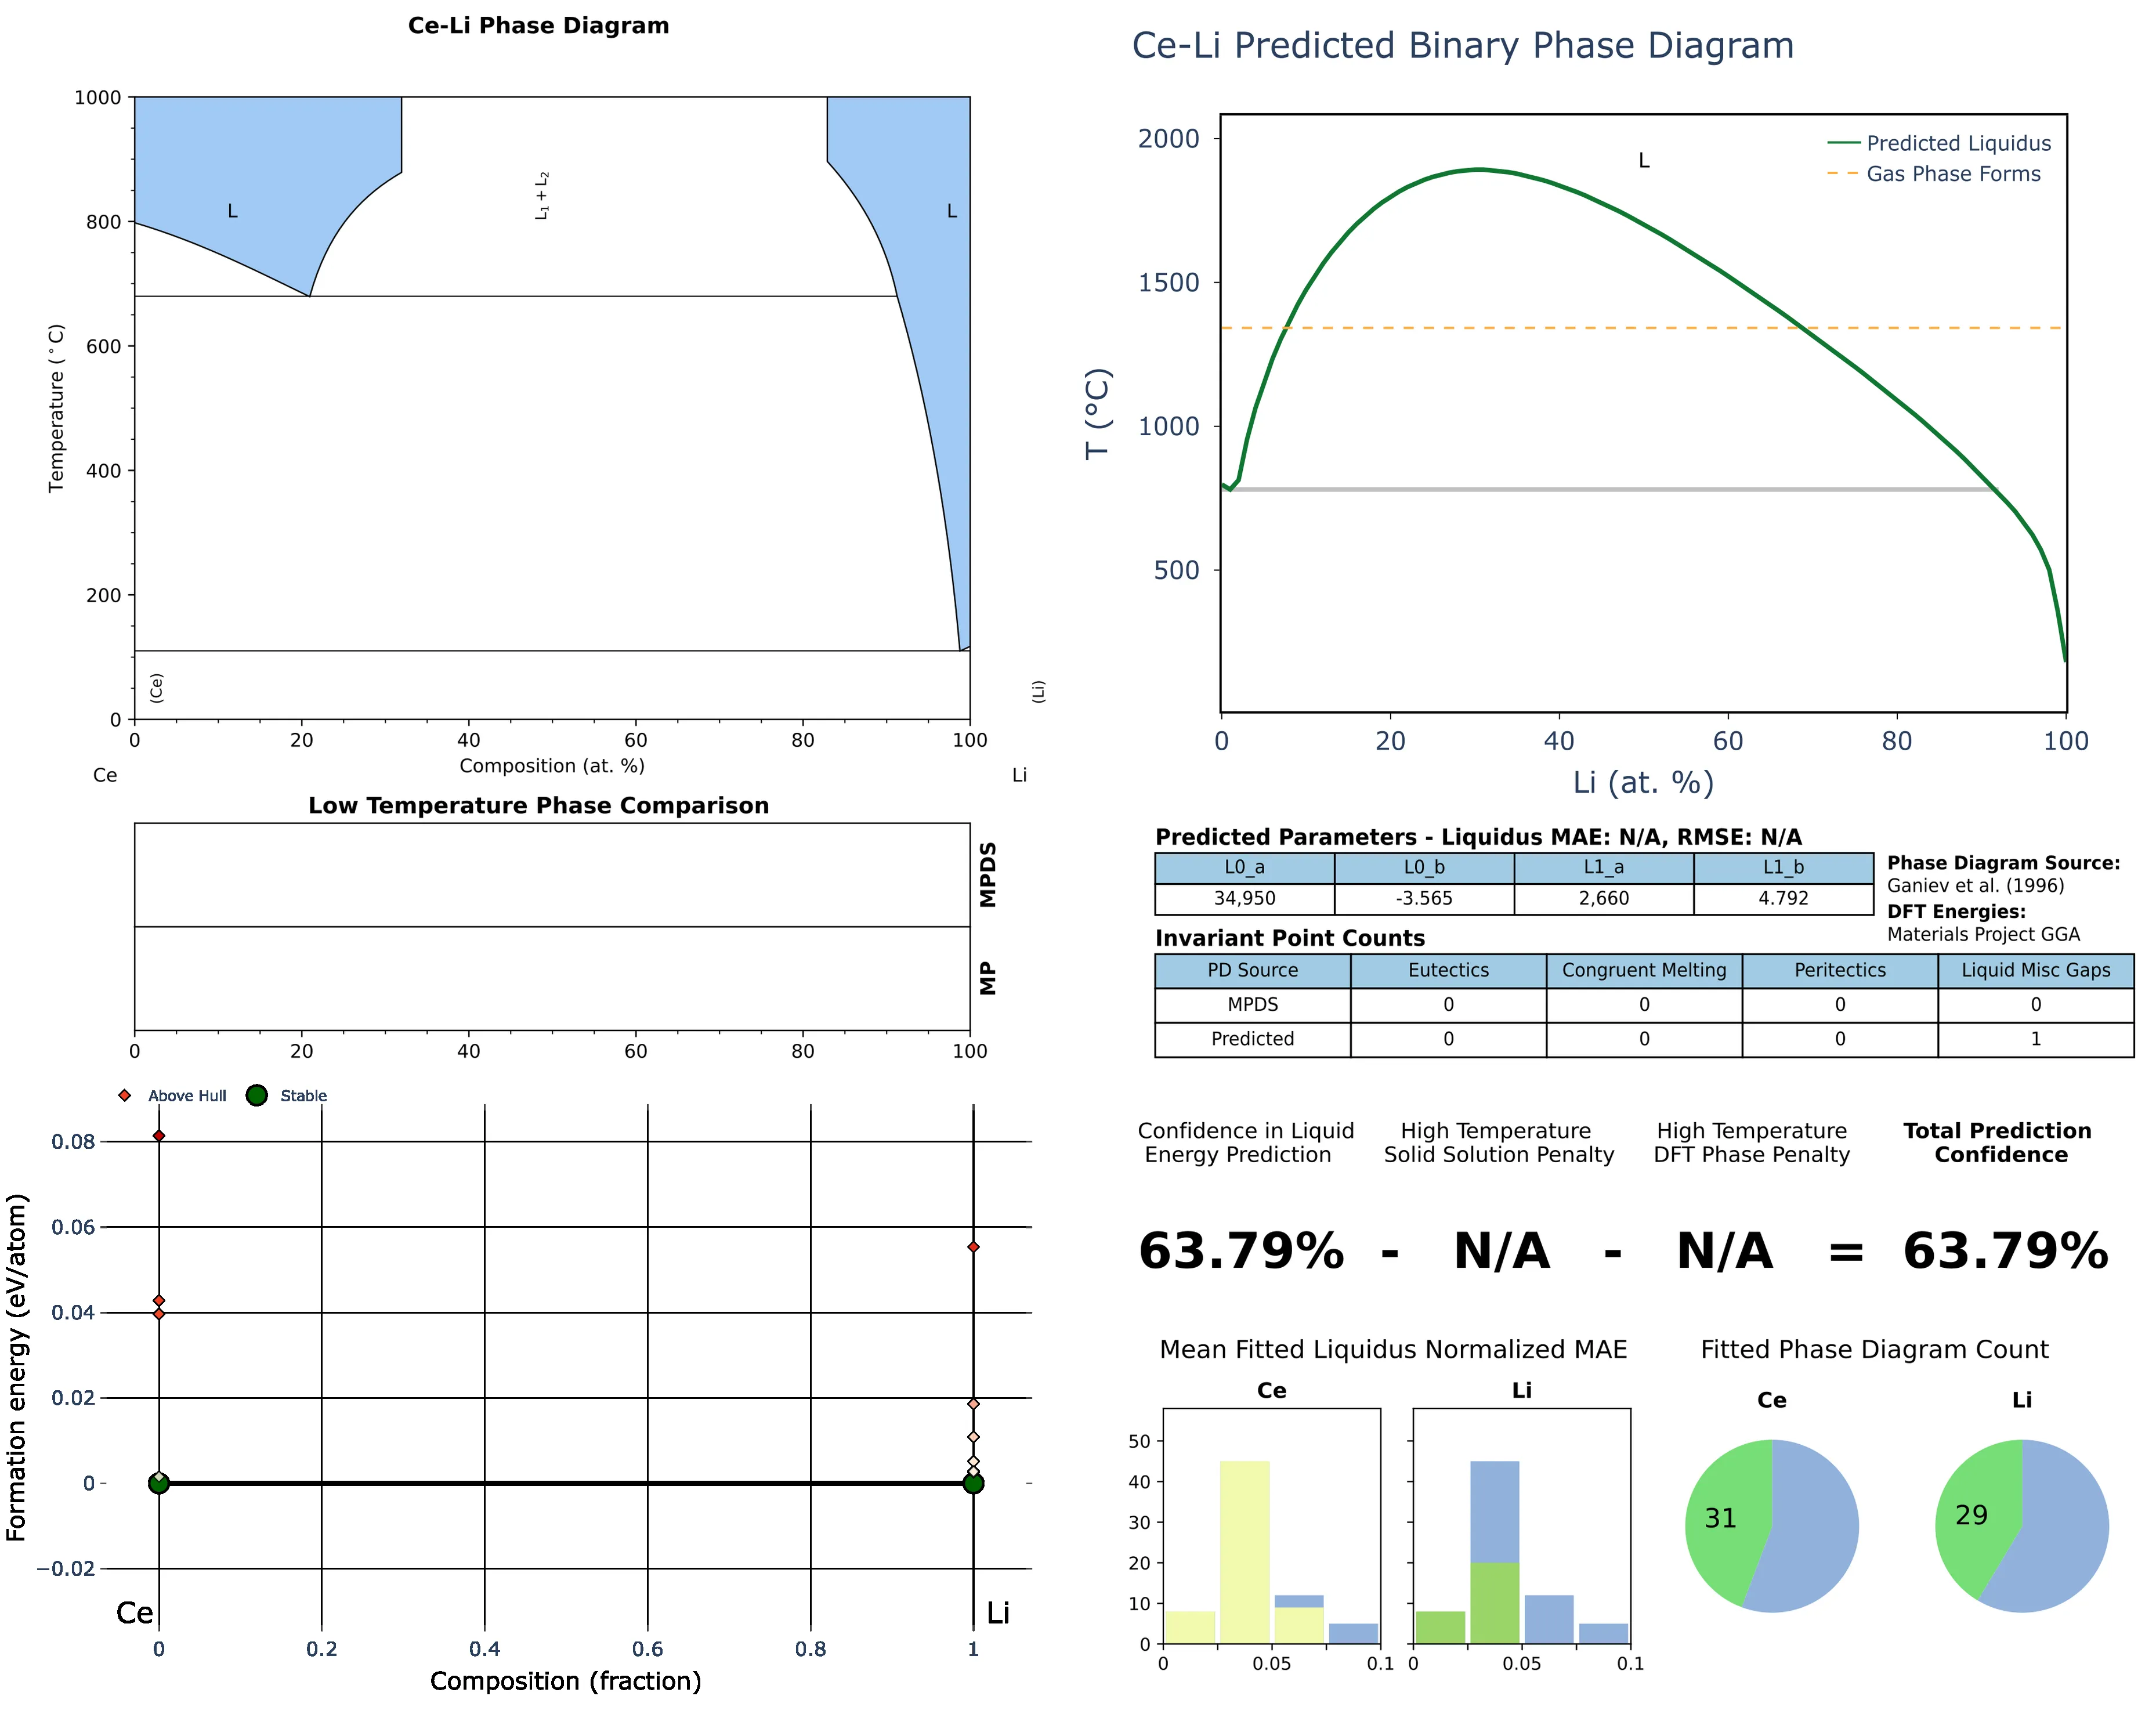 Ce-Li Phase Diagram
1000
800
600
400
200
0
Temperature (°C)
L
L1 + L2
L
(Ce)
(Li)
0 20 40 60 80 100
Composition (at. %)
Ce Li
Low Temperature Phase Comparison
MPDS
MP
0 20 40 60 80 100
Above Hull Stable
0.08
0.06
0.04
0.02
0
−0.02
Formation energy (eV/atom)
Ce Li
0 0.2 0.4 0.6 0.8 1
Composition (fraction)
Ce-Li Predicted Binary Phase Diagram
2000
1500
1000
500
T (°C)
L
Predicted Liquidus
Gas Phase Forms
0 20 40 60 80 100
Li (at. %)
Predicted Parameters - Liquidus MAE: N/A, RMSE: N/A
L0_a L0_b L1_a L1_b
34,950 -3.565 2,660 4.792
Phase Diagram Source:
Ganiev et al. (1996)
DFT Energies:
Materials Project GGA
Invariant Point Counts
PD Source Eutectics Congruent Melting Peritectics Liquid Misc Gaps
MPDS 0 0 0 0
Predicted 0 0 0 1
Confidence in Liquid
Energy Prediction
High Temperature
Solid Solution Penalty
High Temperature
DFT Phase Penalty
Total Prediction
Confidence
63.79% - N/A - N/A = 63.79%
Mean Fitted Liquidus Normalized MAE
Ce
Li
50
40
30
20
10
0
0 0.05 0.1
0 0.05 0.1
Fitted Phase Diagram Count
Ce
Li
31
29